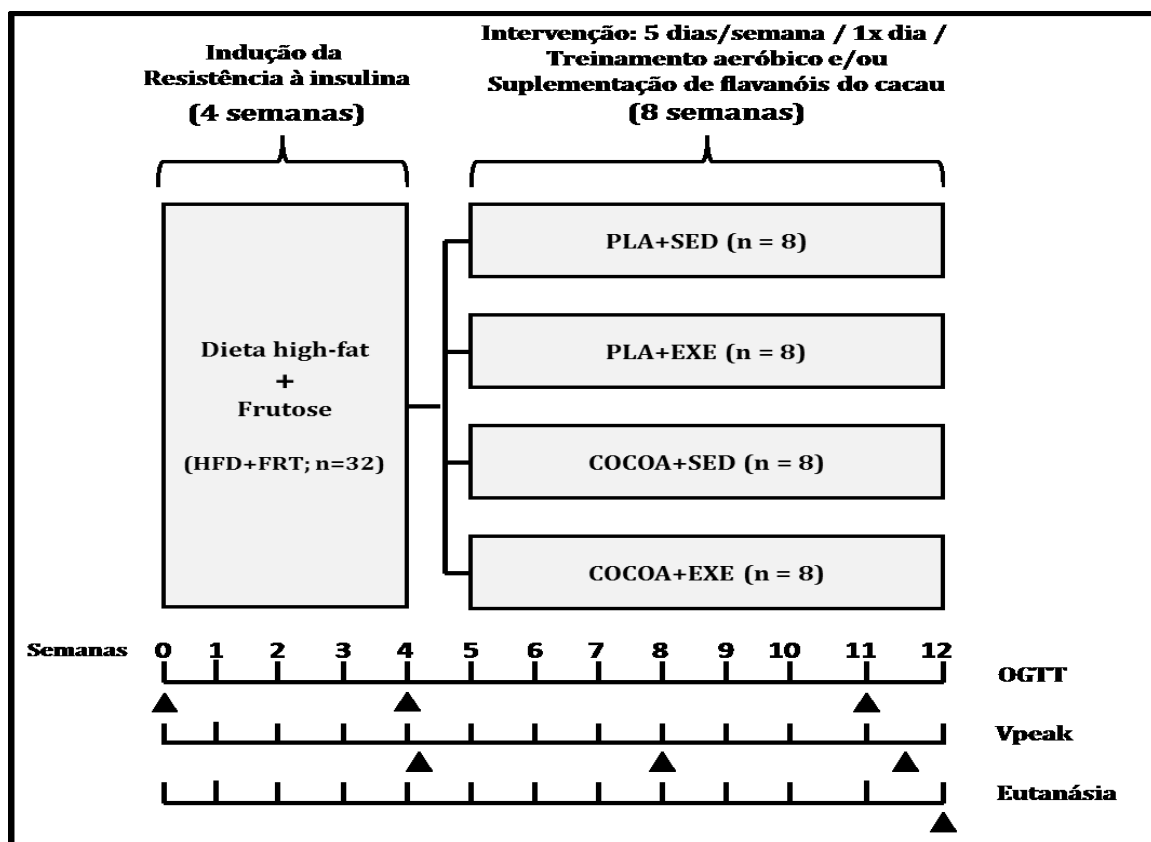 Indução da
Resistência à insulina
(4 semanas)
Intervenção: 5 dias/semana / 1x dia /
Treinamento aeróbico e/ou
Suplementação de flavanóis do cacau
(8 semanas)
Dieta high-fat
+
Frutose
(HFD+FRT; n=32)
PLA+SED (n = 8)
PLA+EXE (n = 8)
COCOA+SED (n = 8)
COCOA+EXE (n = 8)
Semanas 0 1 2 3 4 5 6 7 8 9 10 11 12
OGTT
Vpeak
Eutanásia